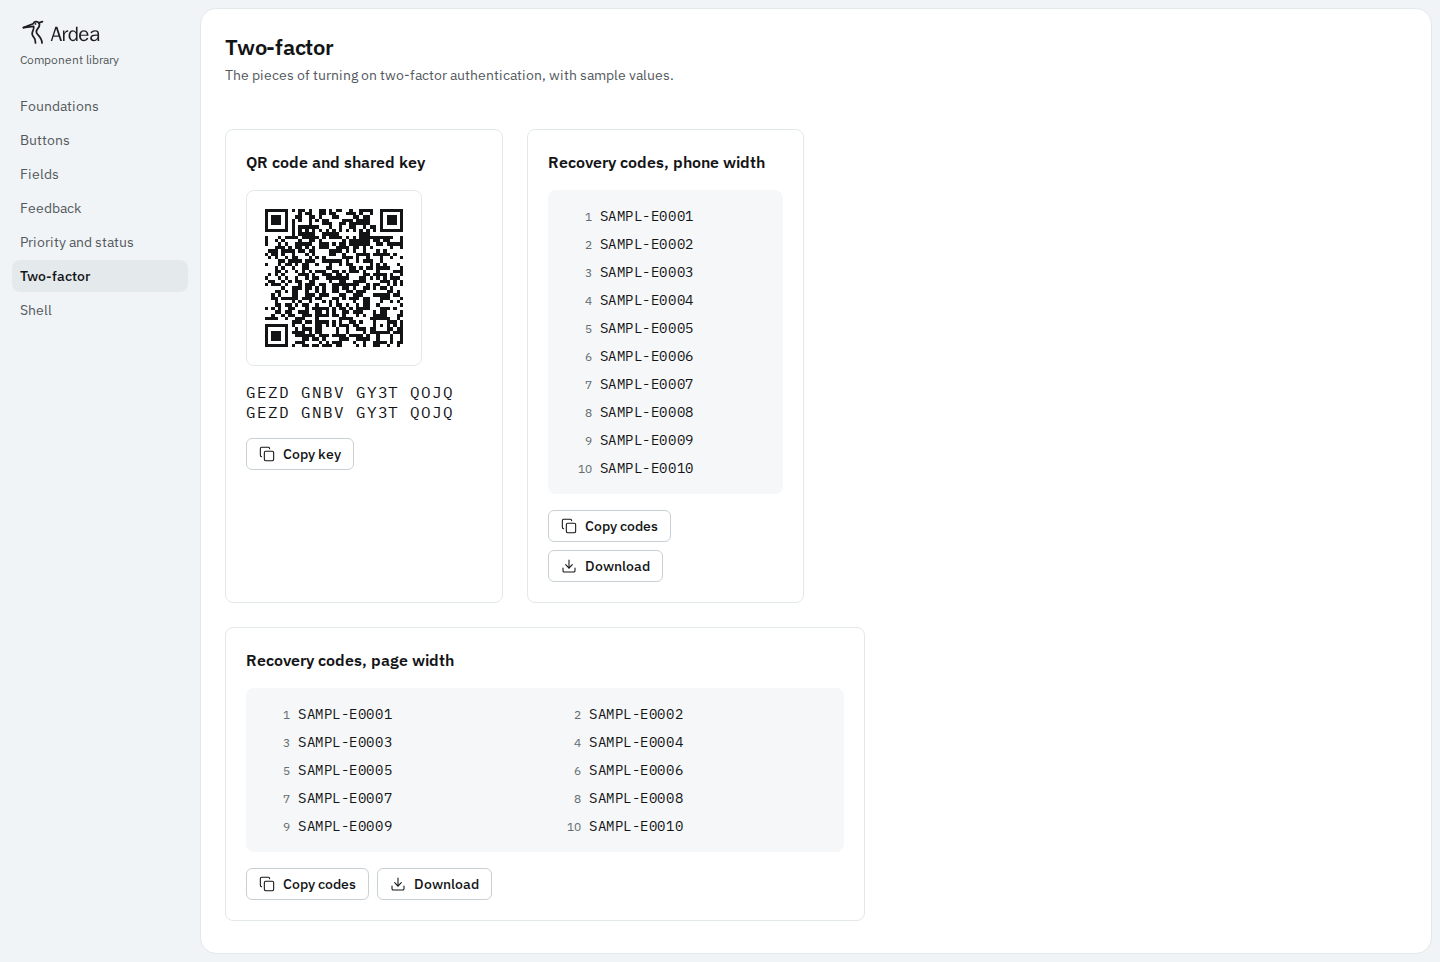 Ardea
Component library
Foundations
Buttons
Fields
Feedback
Priority and status
Two-factor
Shell
Two-factor
The pieces of turning on two-factor authentication, with sample values.
QR code and shared key
GEZD GNBV GY3T QOJQ
GEZD GNBV GY3T QOJQ
Copy key
Recovery codes, phone width
1 SAMPL-E0001
2 SAMPL-E0002
3 SAMPL-E0003
4 SAMPL-E0004
5 SAMPL-E0005
6 SAMPL-E0006
7 SAMPL-E0007
8 SAMPL-E0008
9 SAMPL-E0009
10 SAMPL-E0010
Copy codes
Download
Recovery codes, page width
1 SAMPL-E0001 2 SAMPL-E0002
3 SAMPL-E0003 4 SAMPL-E0004
5 SAMPL-E0005 6 SAMPL-E0006
7 SAMPL-E0007 8 SAMPL-E0008
9 SAMPL-E0009 10 SAMPL-E0010
Copy codes Download